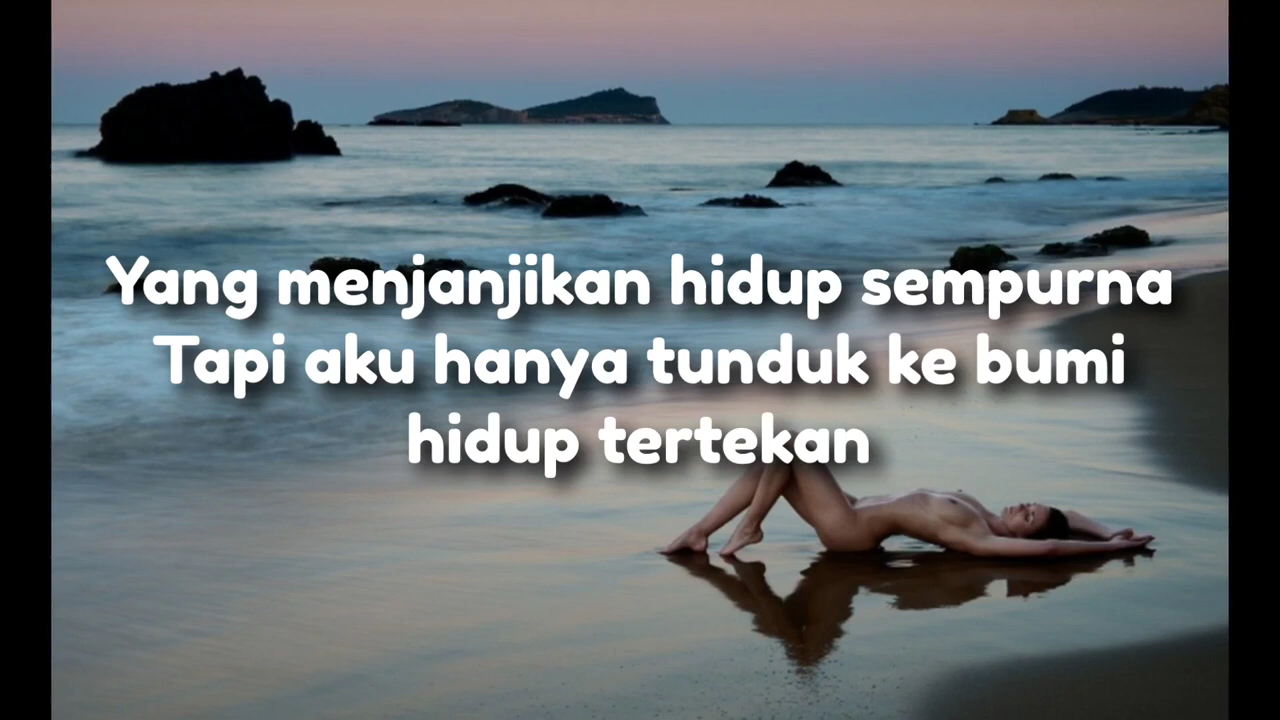 Yang menjanjikan hidup sempurna
Tapi aku hanya tunduk ke bumi
hidup tertekan